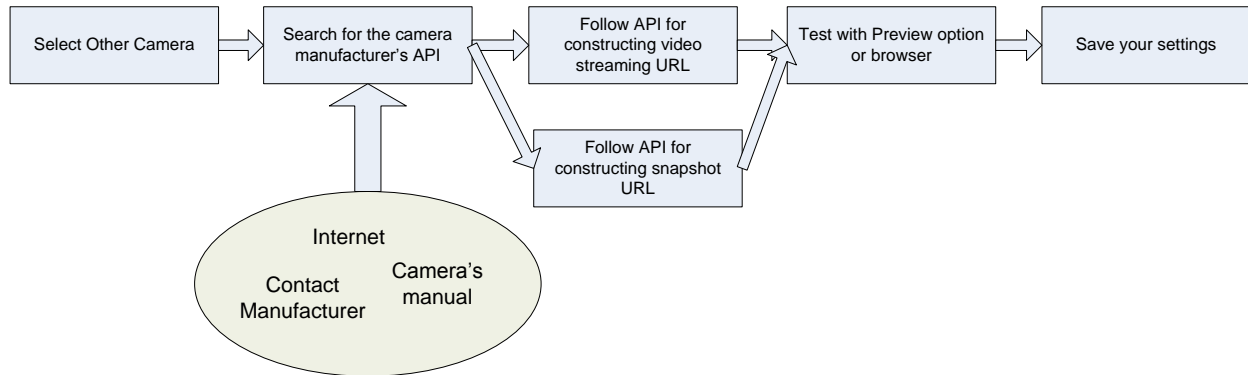 Select Other Camera
Search for the camera
manufacturer's API
Follow API for
constructing video
streaming URL
Test with Preview option
or browser
Save your settings
Follow API for
constructing snapshot
URL
Internet
Contact
Manufacturer
Camera's
manual